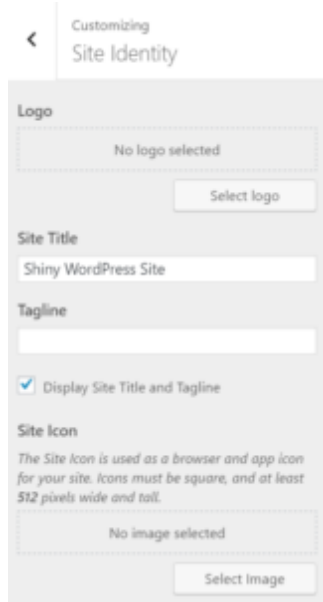 Customizing
Site Identity
Logo
No logo selected
Select logo
Site Title
Shiny WordPress Site
Tagline
Display Site Title and Tagline
Site Icon
The Site Icon is used as a browser and app icon
for your site. Icons must be square, and at least
512 pixels wide and tall.
No image selected
Select Image